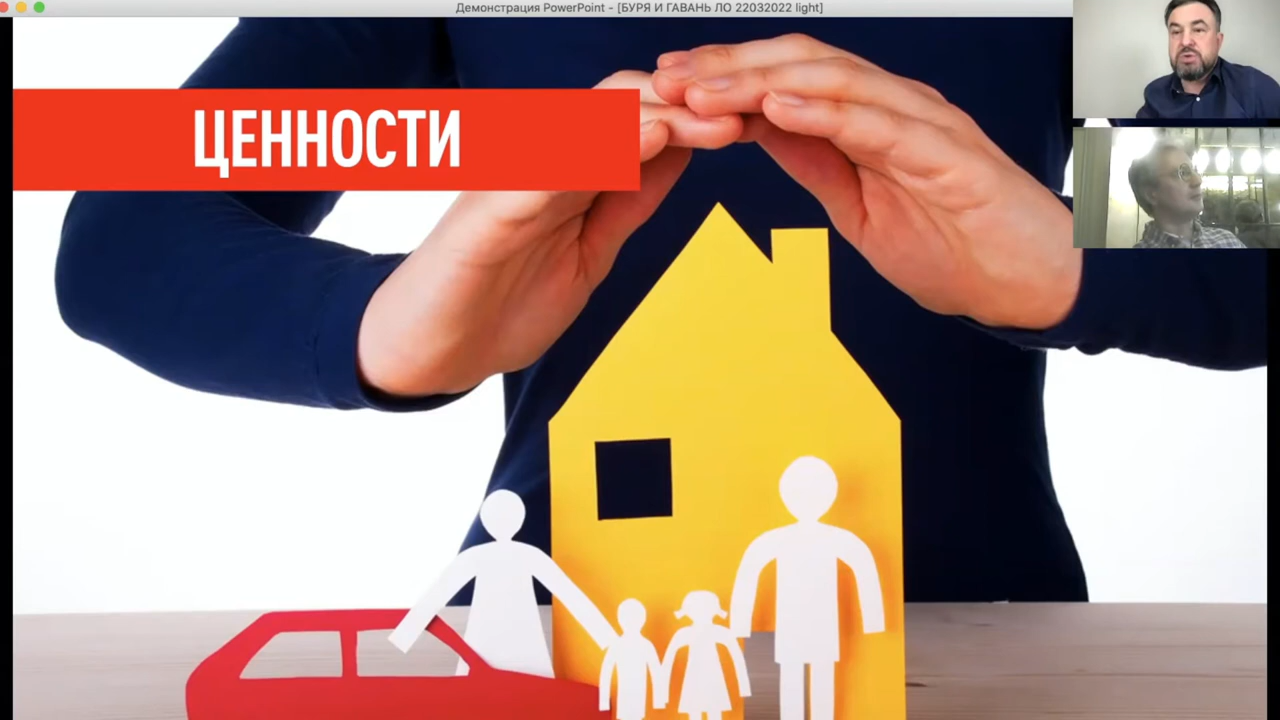 Демонстрация PowerPoint - [БУРЯ И ГАВАНЬ ЛО 22032022 light]
ЦЕННОСТИ